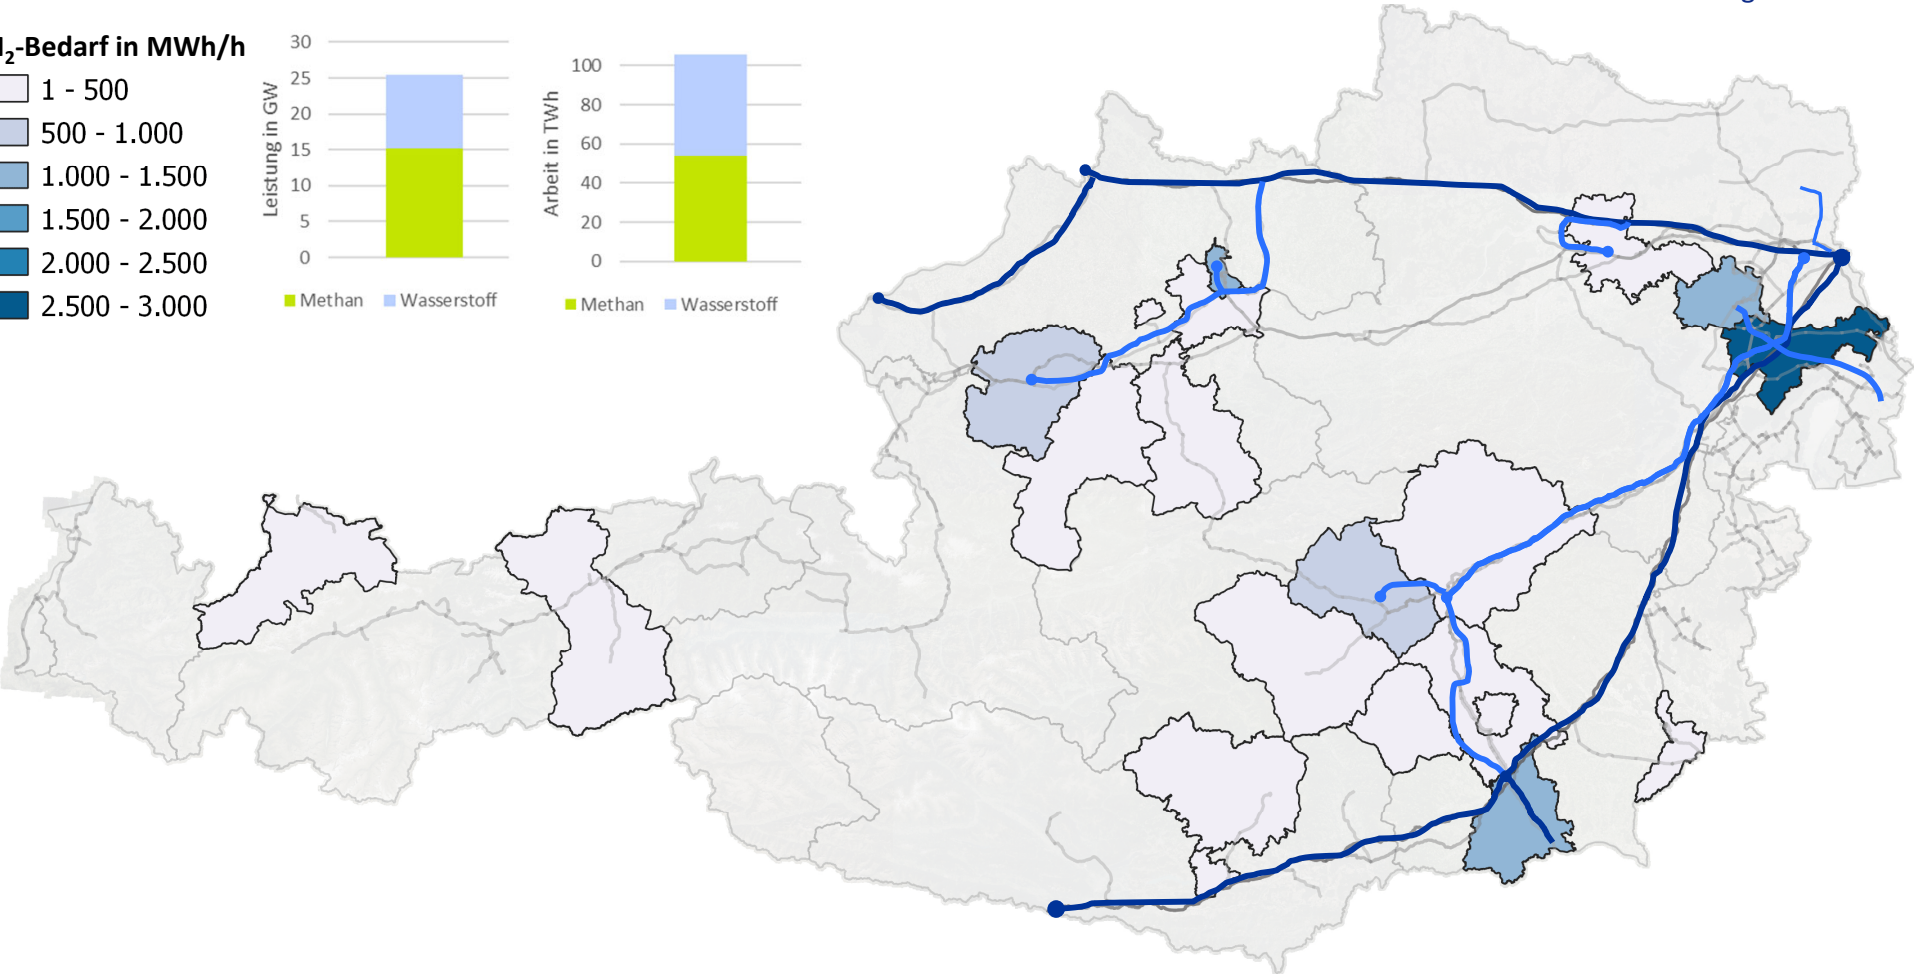 H₂-Bedarf in MWh/h
1 - 500
500 - 1.000
1.000 - 1.500
1.500 - 2.000
2.000 - 2.500
2.500 - 3.000
Leistung in GW
30
25
20
15
10
5
0
Methan
Wasserstoff
Arbeit in TWh
100
80
60
40
20
0
Methan
Wasserstoff